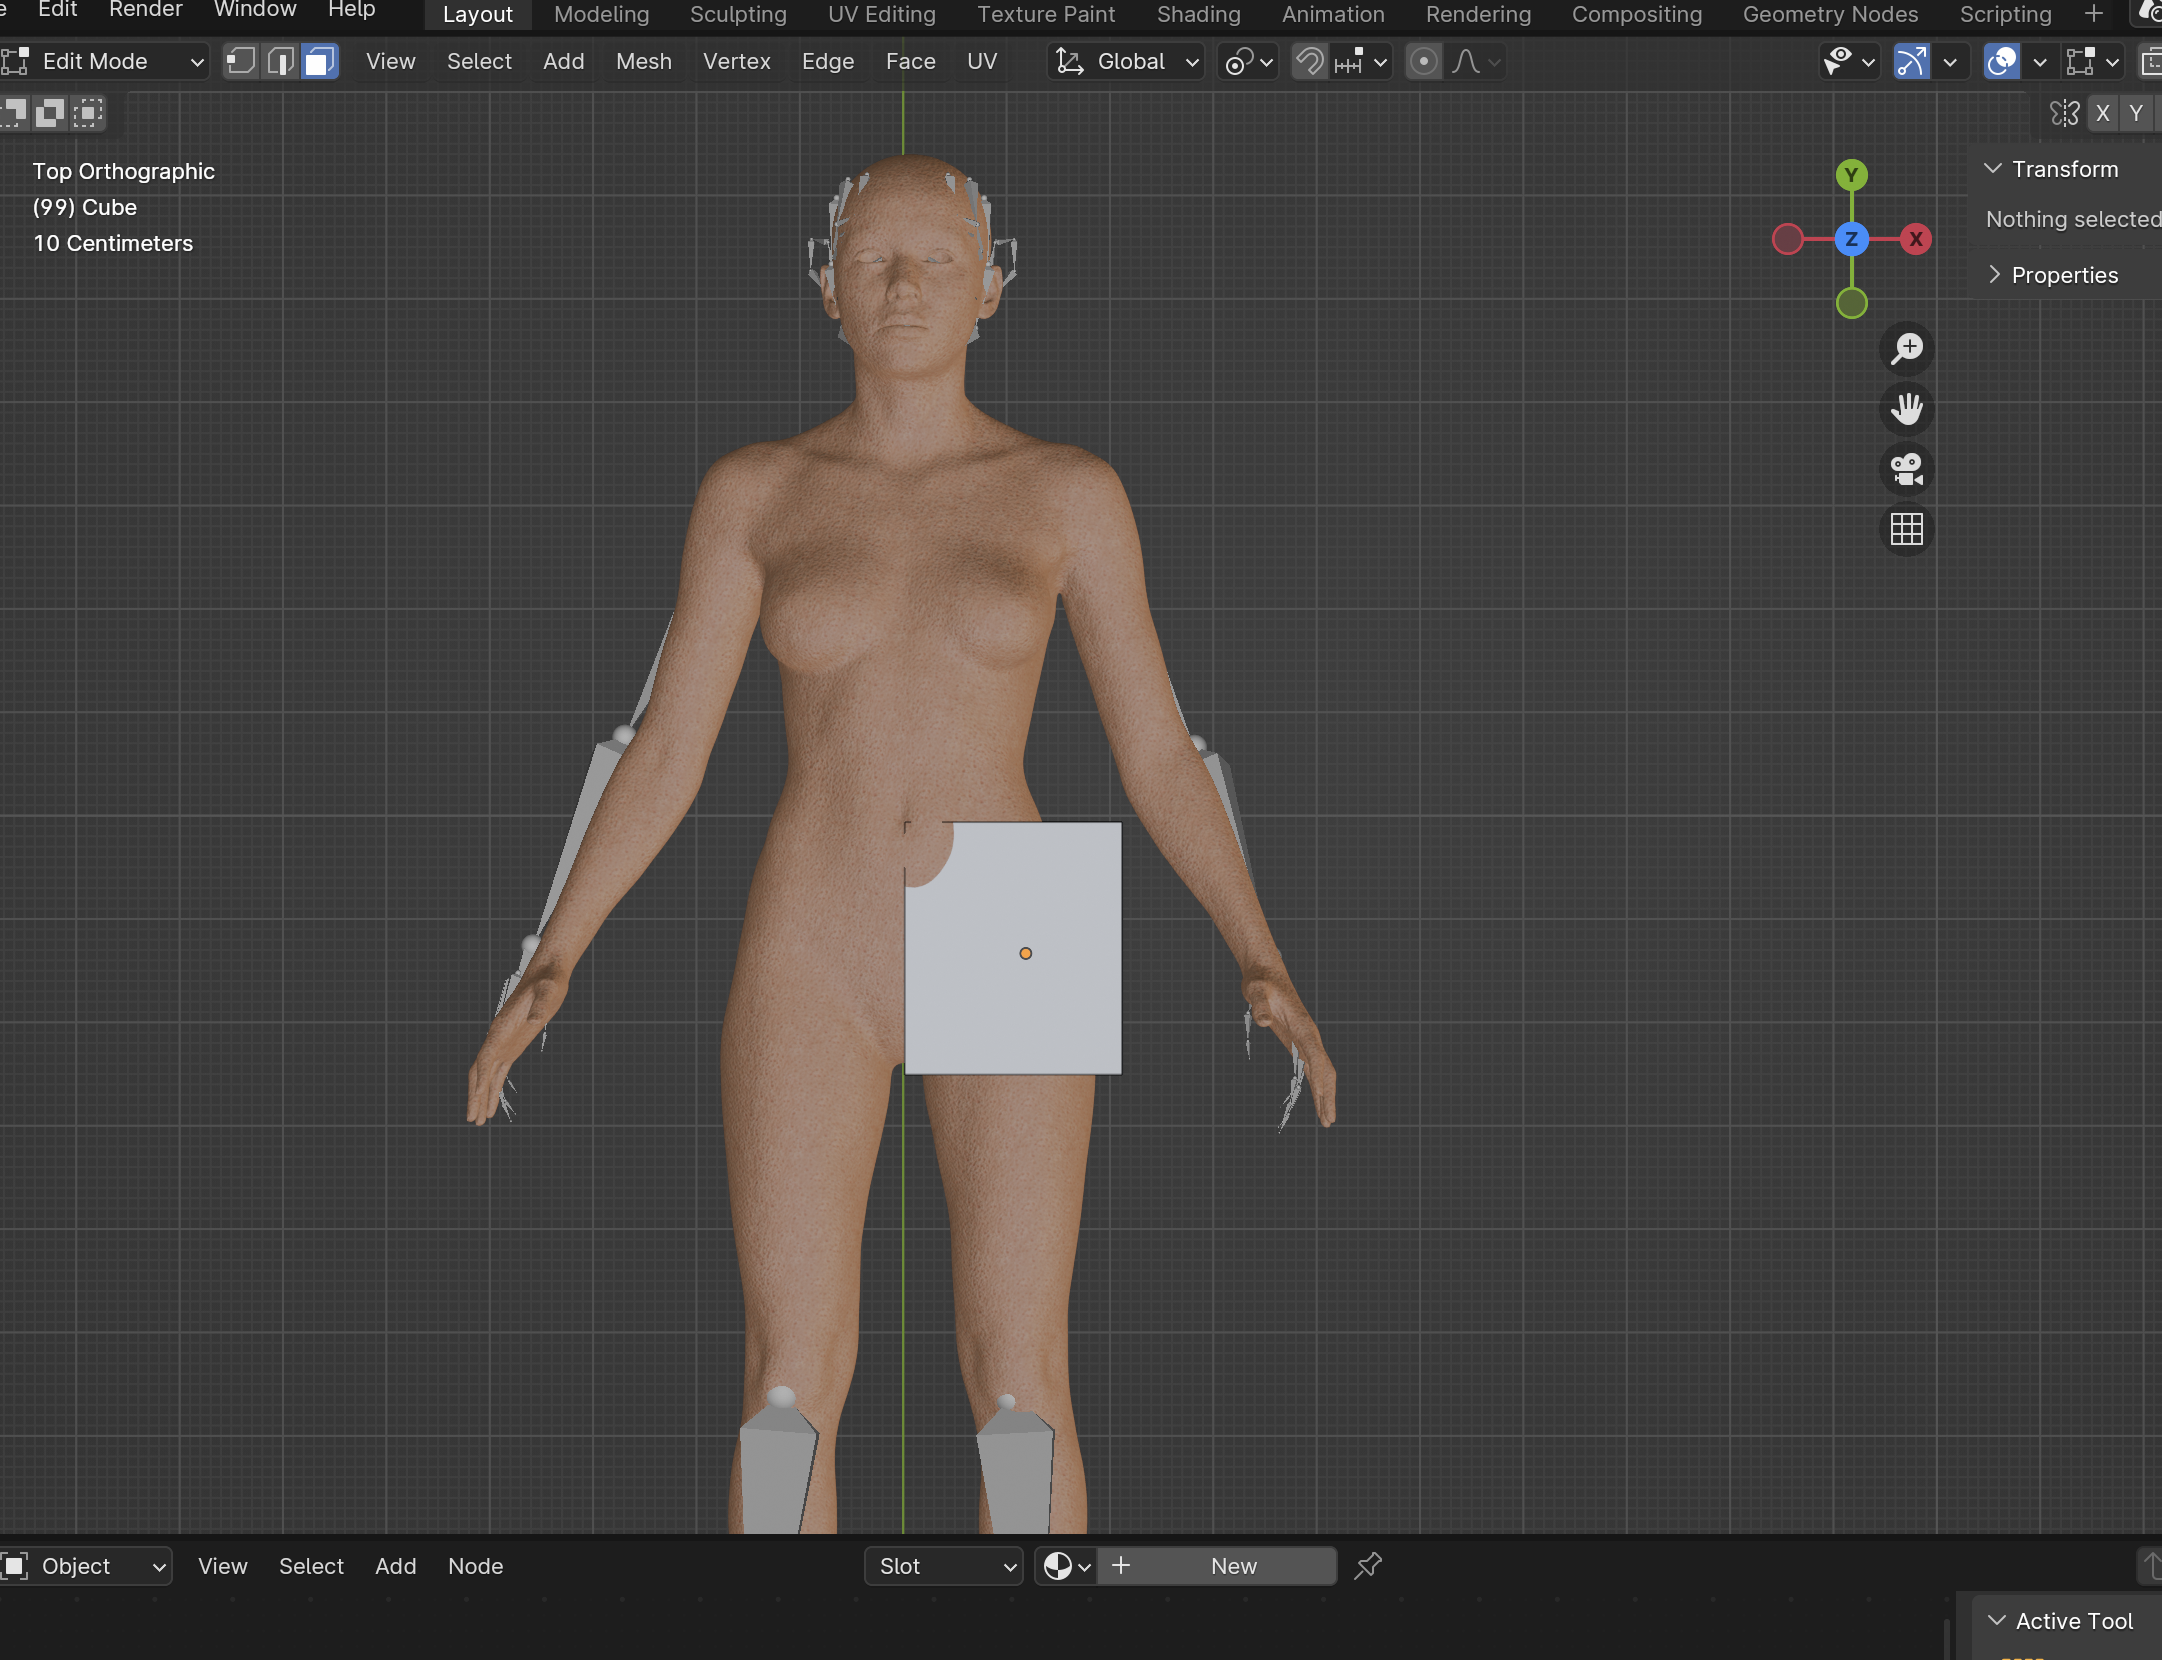 Edit Render Window Help Layout Modeling Sculpting UV Editing Texture Paint Shading Animation Rendering Compositing Geometry Nodes Scripting +
Edit Mode View Select Add Mesh Vertex Edge Face UV Global
X Y
Top Orthographic
(99) Cube
10 Centimeters
Y
Z X
Transform
Nothing selected
Properties
Object View Select Add Node Slot + New
Active Tool